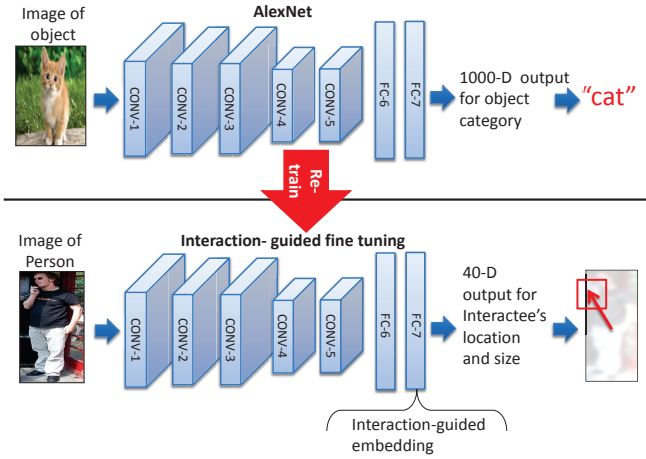 Image of
object
AlexNet
CONV-1
CONV-2
CONV-3
CONV-4
CONV-5
FC-6
FC-7
1000-D output
for object
category
“cat”
Re-
train
Image of
Person
Interaction- guided fine tuning
CONV-1
CONV-2
CONV-3
CONV-4
CONV-5
FC-6
FC-7
40-D
output for
Interactee’s
location
and size
Interaction-guided
embedding